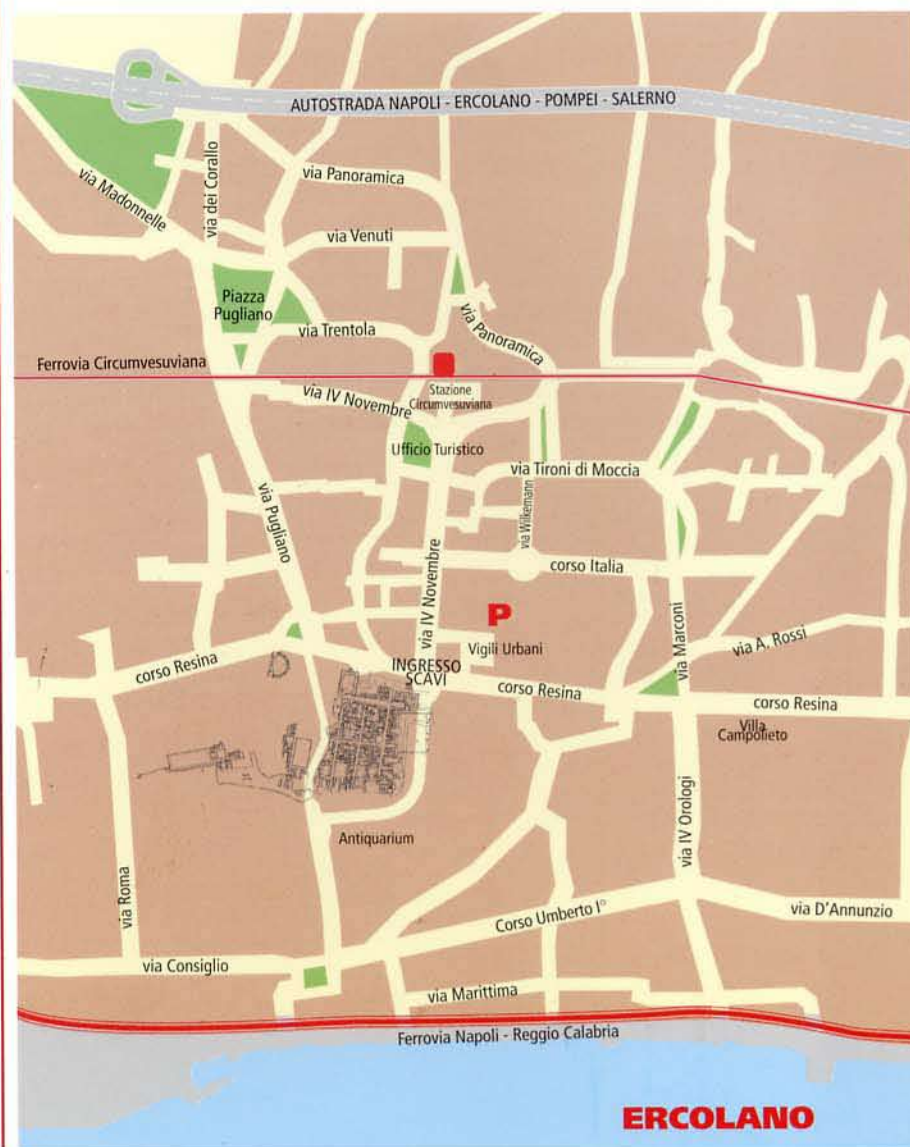 AUTOSTRADA NAPOLI - ERCOLANO - POMPEI - SALERNO
via Panoramica
via Madonnelle
via dei Corallo
via Venuti
Piazza
Pugliano
via Trentola
via Panoramica
Ferrovia Circumvesuviana
Stazione
Circumvesuviana
via IV Novembre
Ufficio Turistico
via Tironi di Moccia
via Pugliano
via Wilkemann
via IV Novembre
corso Italia
P
Vigili Urbani
via Marconi
via A. Rossi
corso Resina
INGRESSO
SCAVI
corso Resina
corso Resina
Villa
Campolieto
Antiquarium
via IV Orologi
via Roma
Corso Umberto I°
via D'Annunzio
via Consiglio
via Marittima
Ferrovia Napoli - Reggio Calabria
ERCOLANO